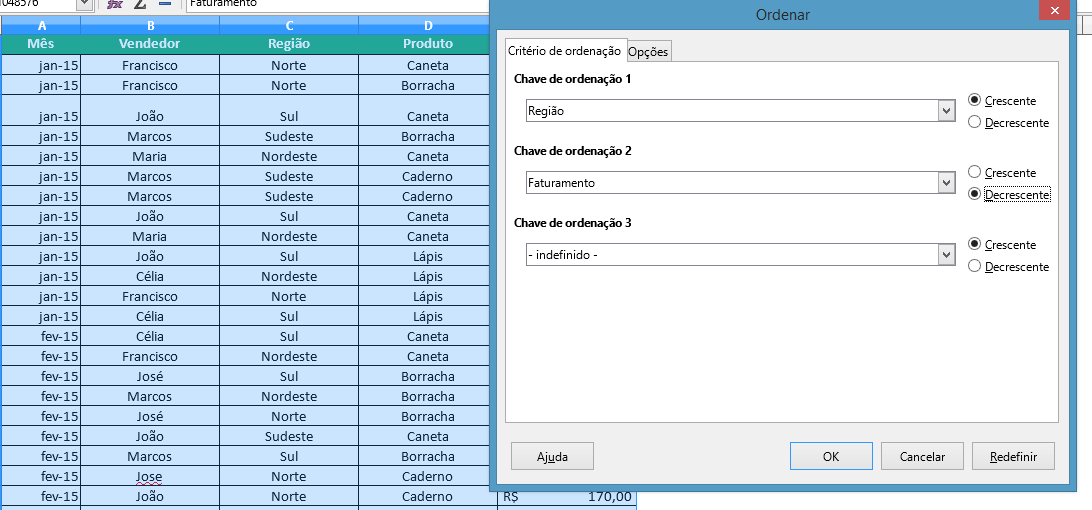 1048576 Faturamento
A B C D
Mês Vendedor Região Produto
jan-15 Francisco Norte Caneta
jan-15 Francisco Norte Borracha
jan-15 João Sul Caneta
jan-15 Marcos Sudeste Borracha
jan-15 Maria Nordeste Caneta
jan-15 Marcos Sudeste Caderno
jan-15 Marcos Sudeste Caderno
jan-15 João Sul Caneta
jan-15 Maria Nordeste Caneta
jan-15 João Sul Lápis
jan-15 Célia Nordeste Lápis
jan-15 Francisco Norte Lápis
jan-15 Célia Sul Lápis
fev-15 Célia Sul Caneta
fev-15 Francisco Nordeste Caneta
fev-15 José Sul Borracha
fev-15 Marcos Nordeste Borracha
fev-15 José Norte Borracha
fev-15 João Sudeste Caneta
fev-15 Marcos Sul Borracha
fev-15 Jose Norte Caderno
fev-15 João Norte Caderno R$ 170,00
Ordenar
Critério de ordenação Opções
Chave de ordenação 1
Região
Crescente
Decrescente
Chave de ordenação 2
Faturamento
Crescente
Decrescente
Chave de ordenação 3
- indefinido -
Crescente
Decrescente
Ajuda OK Cancelar Redefinir